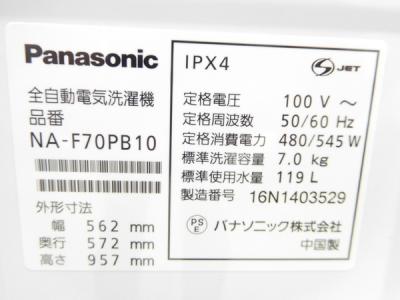 Panasonic
全自動電気洗濯機
品番
NA-F70PB10
外形寸法
幅 562 mm
奥行 572 mm
高さ 957 mm
IPX4
S JET
定格電圧 100 V ～
定格周波数 50/60 Hz
定格消費電力 480/545 W
標準洗濯容量 7.0 kg
標準使用水量 119 L
製造番号 16N1403529
PS E パナソニック株式会社
中国製